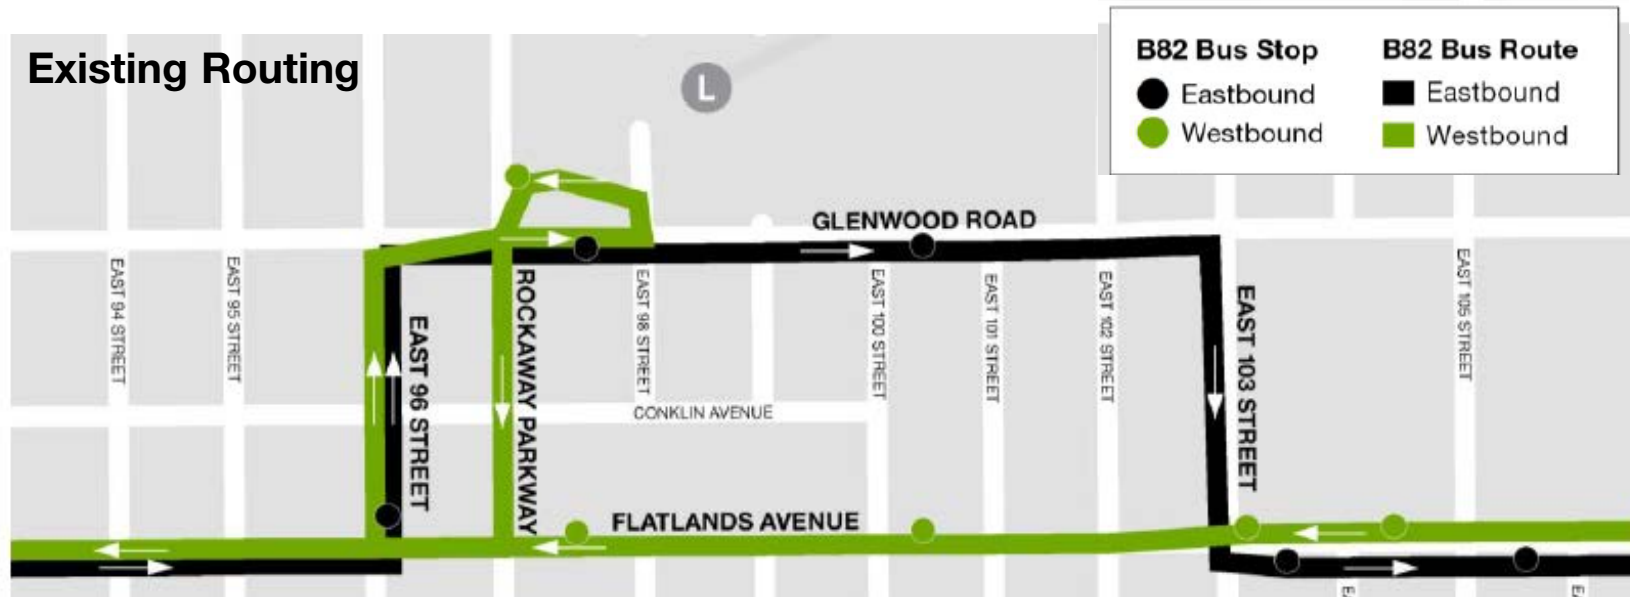 Existing Routing
L
B82 Bus Stop
Eastbound
Westbound
B82 Bus Route
Eastbound
Westbound
GLENWOOD ROAD
EAST 94 STREET
EAST 95 STREET
EAST 96 STREET
ROCKAWAY PARKWAY
EAST 98 STREET
EAST 100 STREET
EAST 101 STREET
EAST 102 STREET
EAST 103 STREET
EAST 105 STREET
CONKLIN AVENUE
FLATLANDS AVENUE